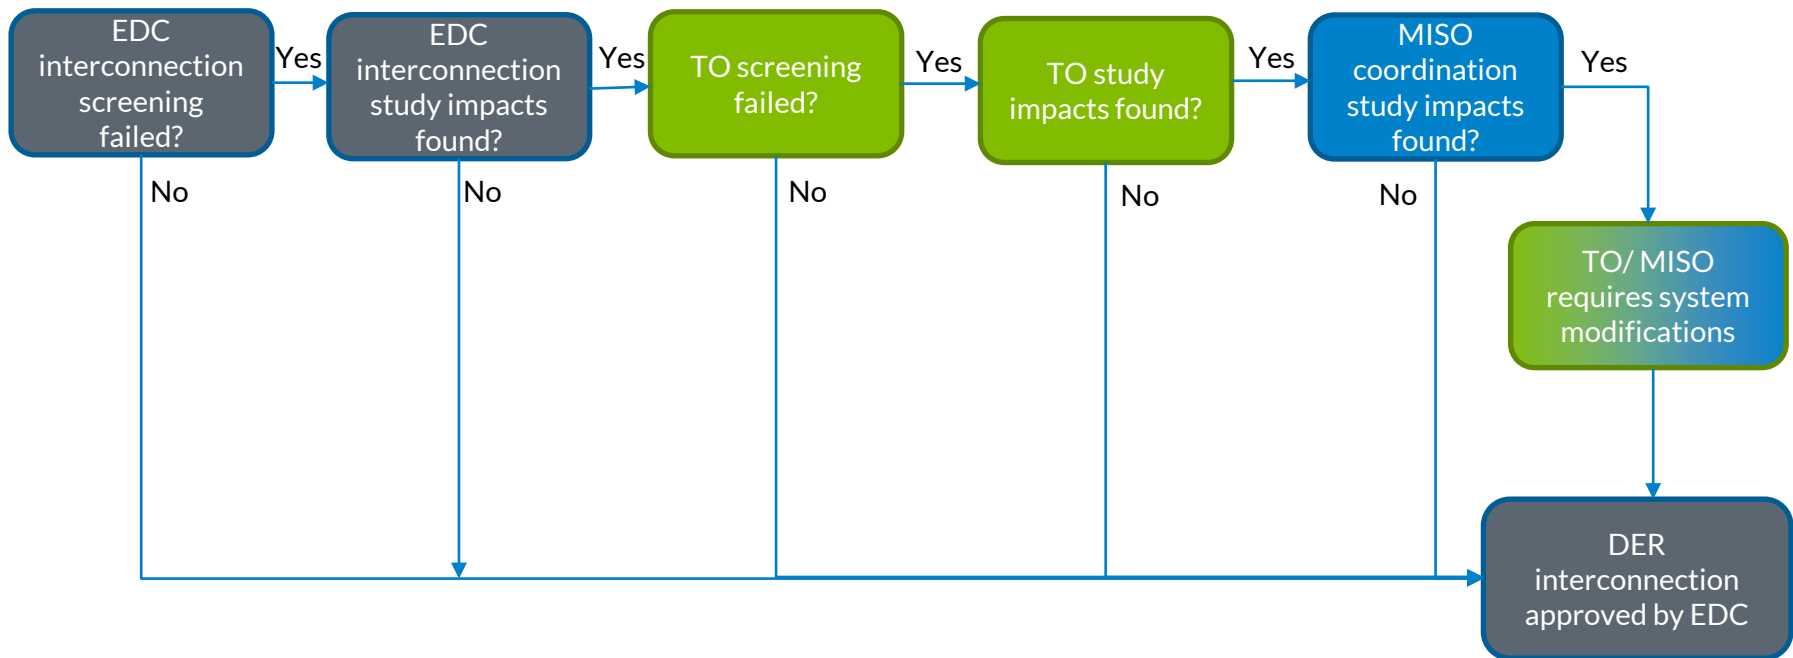 EDC
interconnection
screening
failed?
Yes
EDC
interconnection
study impacts
found?
Yes
TO screening
failed?
Yes
TO study
impacts found?
Yes
MISO
coordination
study impacts
found?
Yes
No
No
No
No
No
TO/ MISO
requires system
modifications
DER
interconnection
approved by EDC